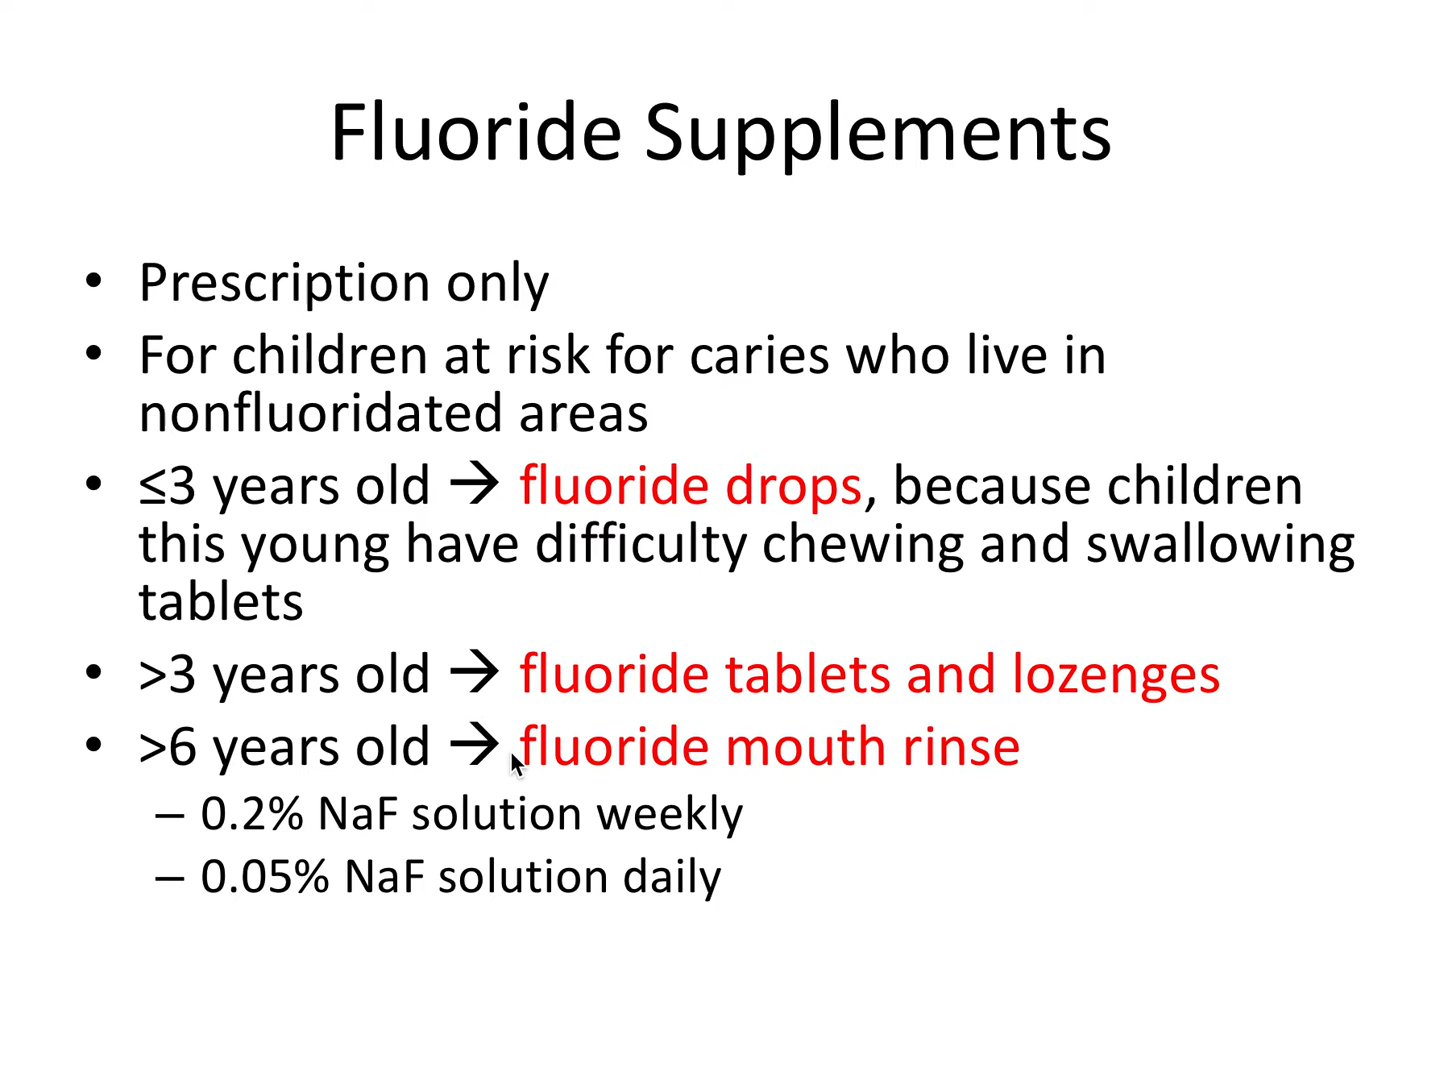 Fluoride Supplements
• Prescription only
• For children at risk for caries who live in
nonfluoridated areas
• ≤3 years old → fluoride drops, because children
this young have difficulty chewing and swallowing
tablets
• >3 years old → fluoride tablets and lozenges
• >6 years old → fluoride mouth rinse
– 0.2% NaF solution weekly
– 0.05% NaF solution daily